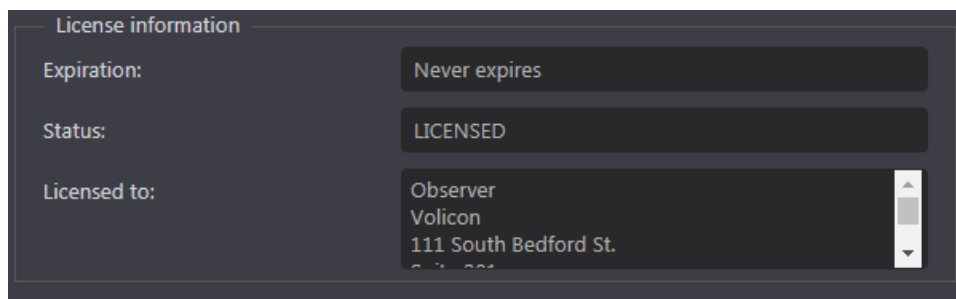 License information
Expiration: Never expires
Status: LICENSED
Licensed to: Observer
Volicon
111 South Bedford St.